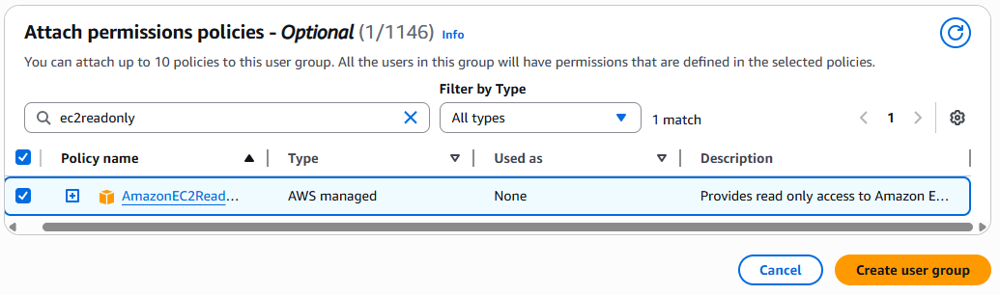 Attach permissions policies - Optional (1/1146) Info
You can attach up to 10 policies to this user group. All the users in this group will have permissions that are defined in the selected policies.
Filter by Type
ec2readonly All types 1 match 1
Policy name Type Used as Description
AmazonEC2Read... AWS managed None Provides read only access to Amazon E...
Cancel Create user group